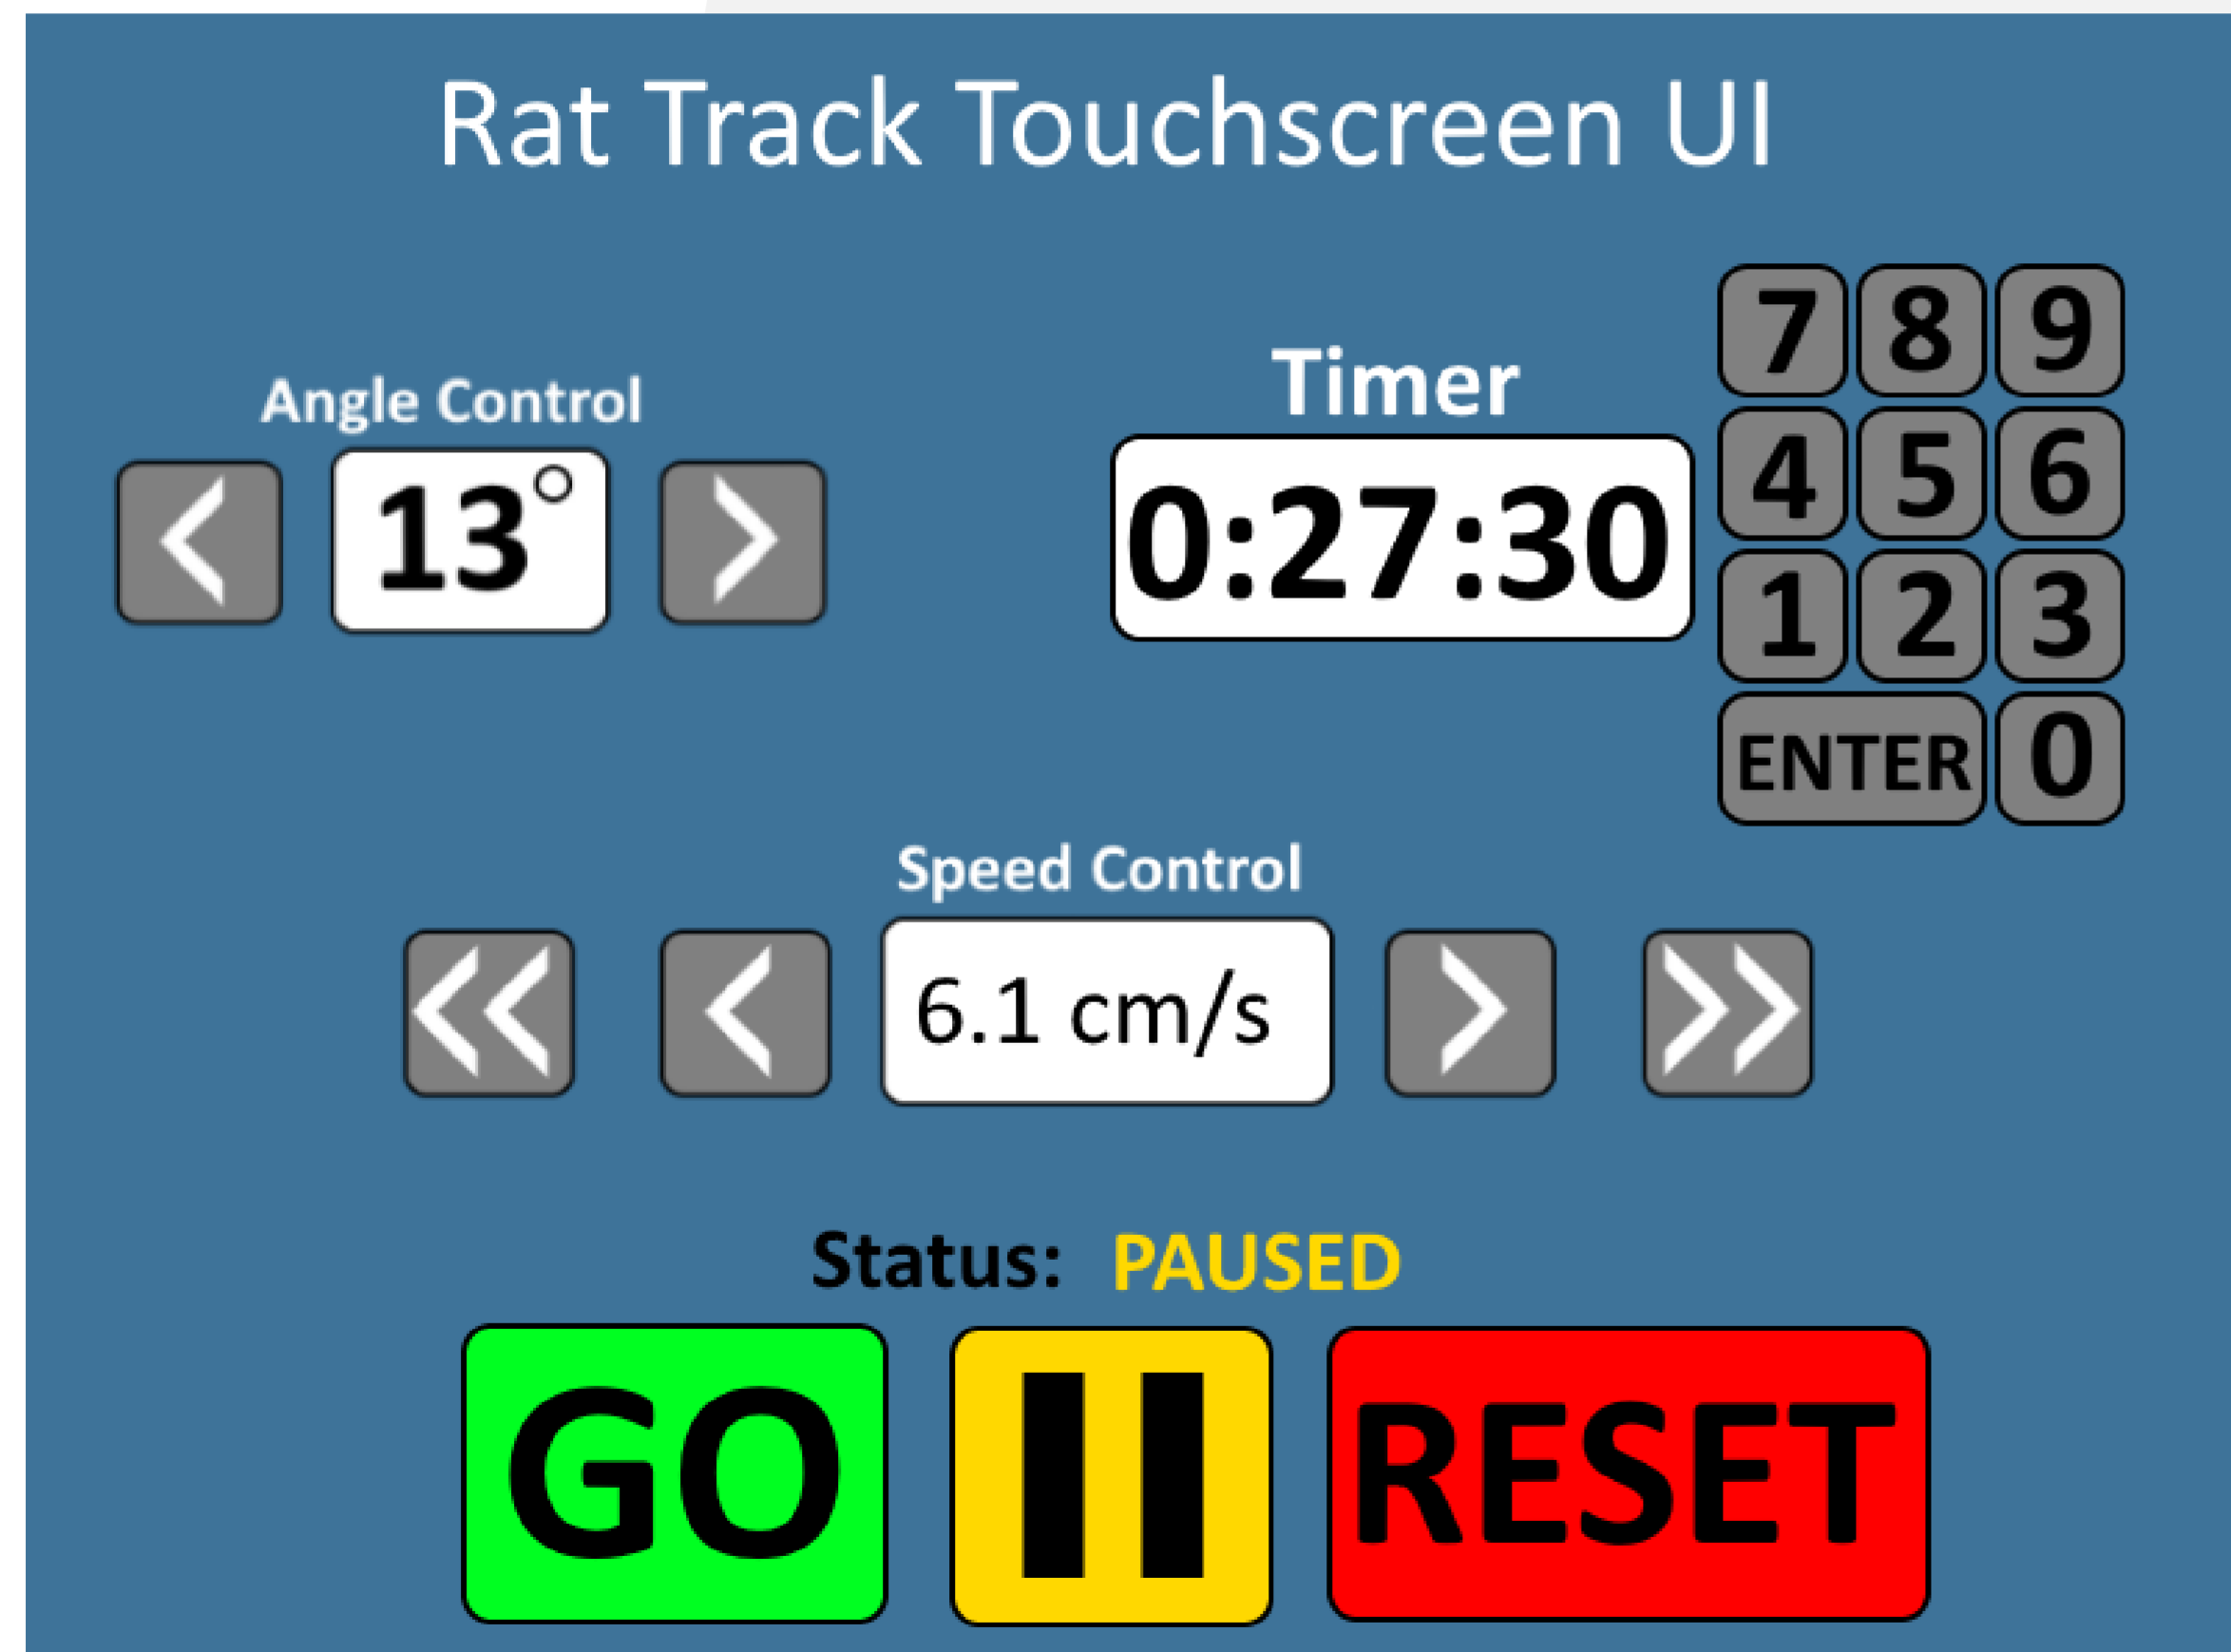 Rat Track Touchscreen UI
Angle Control
< 13° >
Timer
0:27:30
7 8 9
4 5 6
1 2 3
ENTER 0
Speed Control
<< < 6.1 cm/s > >>
Status: PAUSED
GO RESET